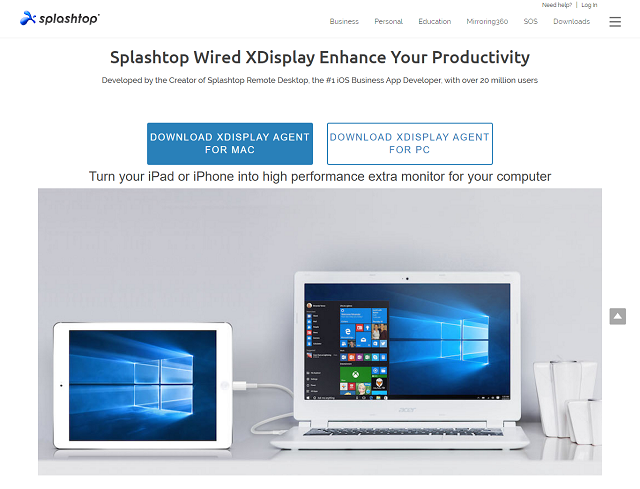 Need help? | Log in
splashtop
Business Personal Education Mirroring360 SOS Downloads
Splashtop Wired XDisplay Enhance Your Productivity
Developed by the Creator of Splashtop Remote Desktop, the #1 iOS Business App Developer, with over 20 million users
DOWNLOAD XDISPLAY AGENT
FOR MAC
DOWNLOAD XDISPLAY AGENT
FOR PC
Turn your iPad or iPhone into high performance extra monitor for your computer
acer